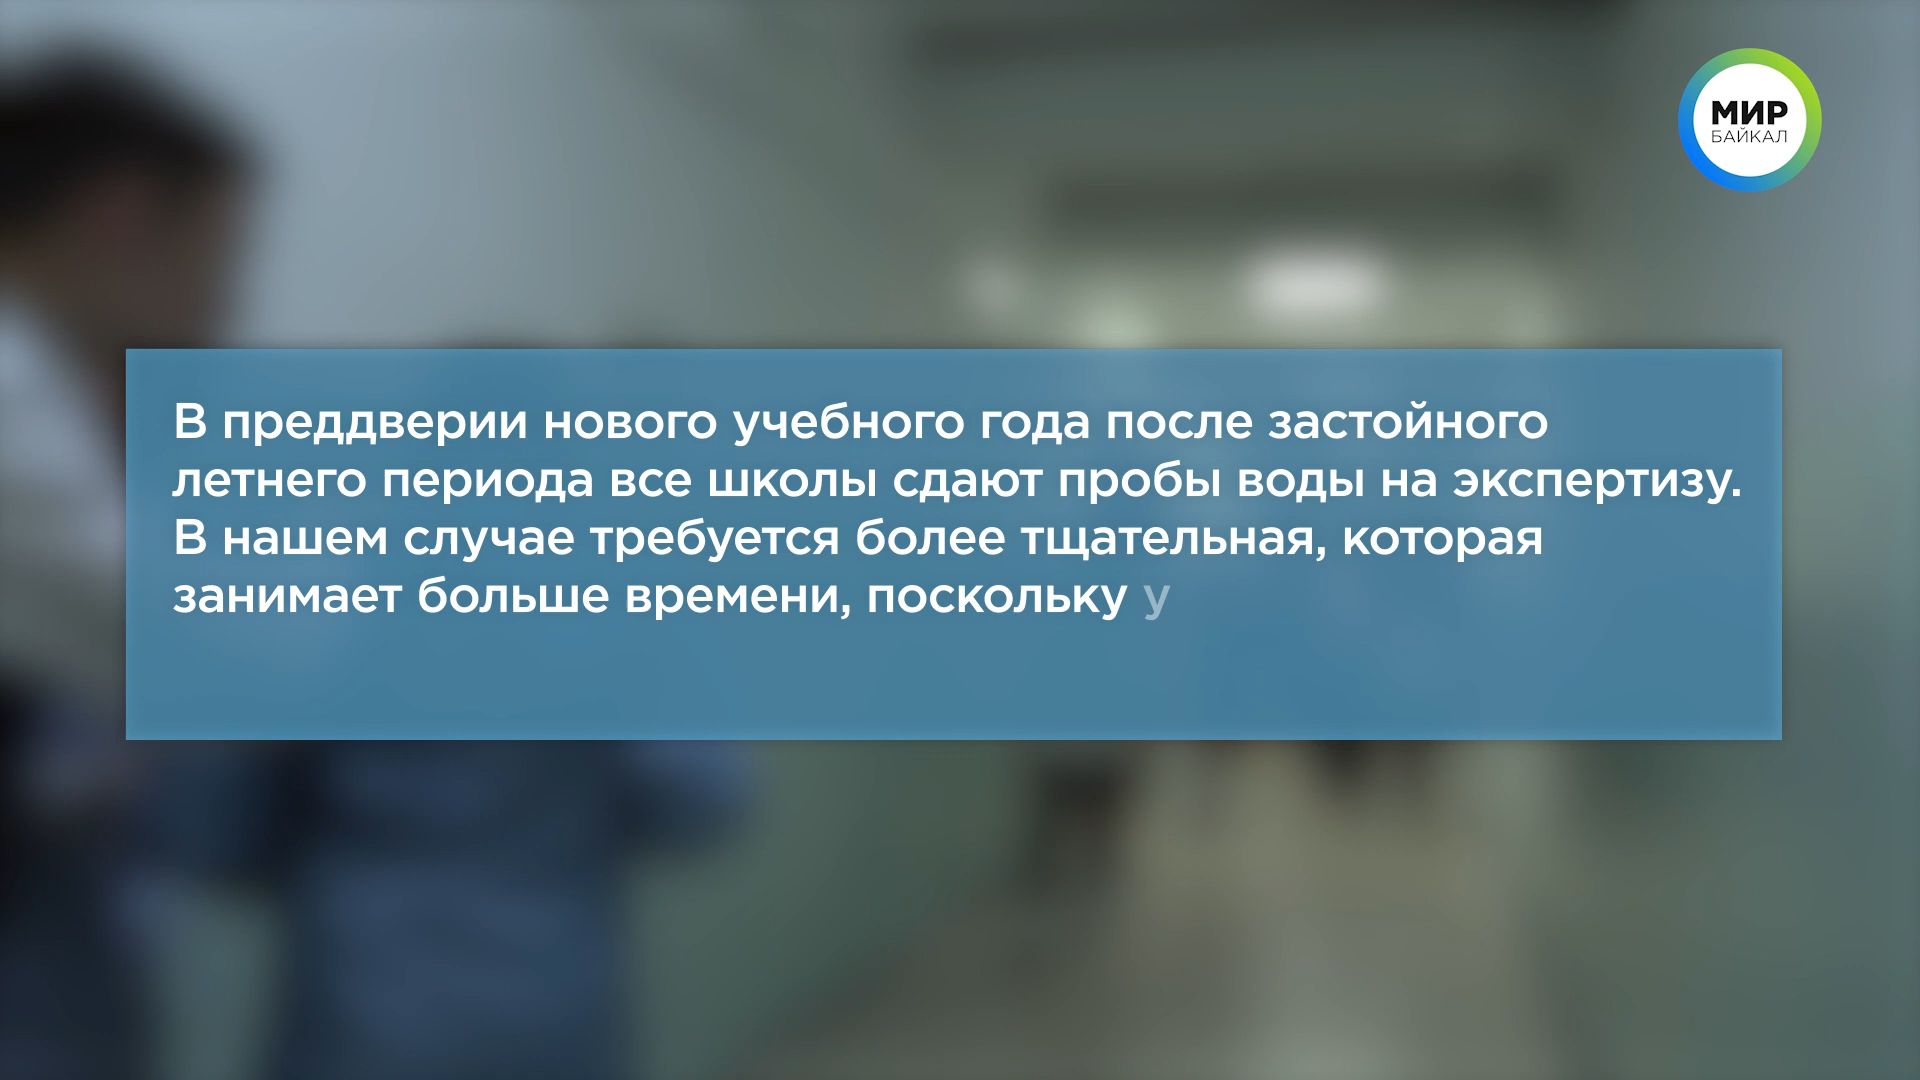 МИР
БАЙКАЛ
В преддверии нового учебного года после застойного
летнего периода все школы сдают пробы воды на экспертизу.
В нашем случае требуется более тщательная, которая
занимает больше времени, поскольку у